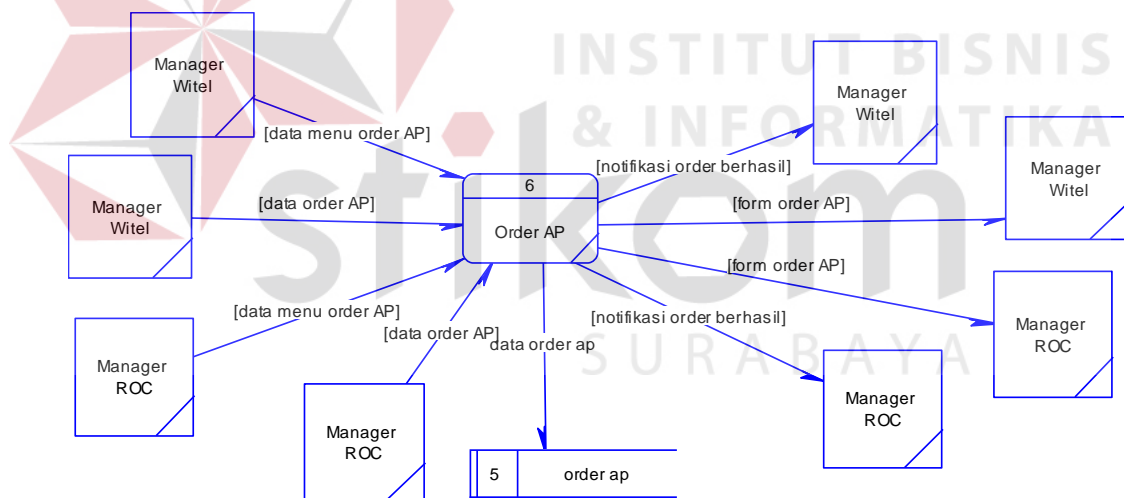 INSTITUT BISNIS
& INFORMATIKA
stikom
SURABAYA
Manager
Witel
[data menu order AP]
Manager
Witel
[data order AP]
Manager
ROC
[data menu order AP]
Manager
ROC
[data order AP]
6
Order AP
data order ap
5
order ap
[notifikasi order berhasil]
Manager
Witel
[form order AP]
Manager
Witel
[form order AP]
Manager
ROC
[notifikasi order berhasil]
Manager
ROC